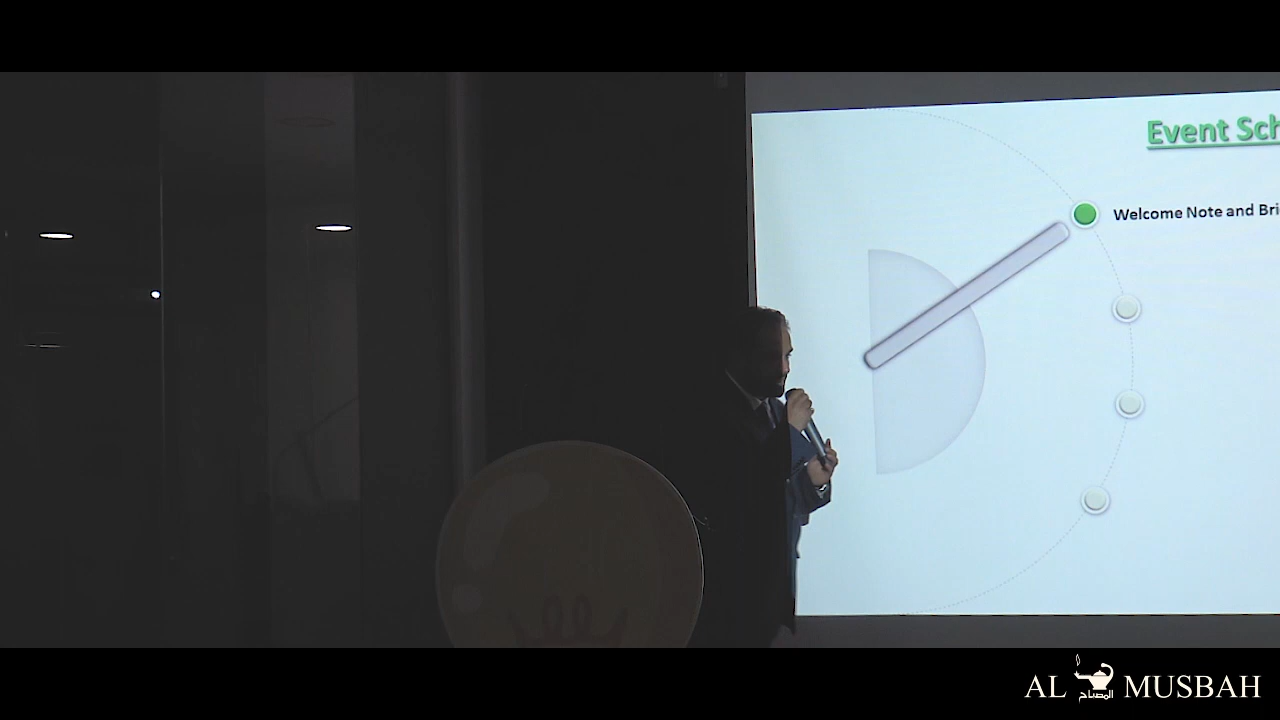 Event Sch
Welcome Note and Bri
AL MUSBAH
المصباح